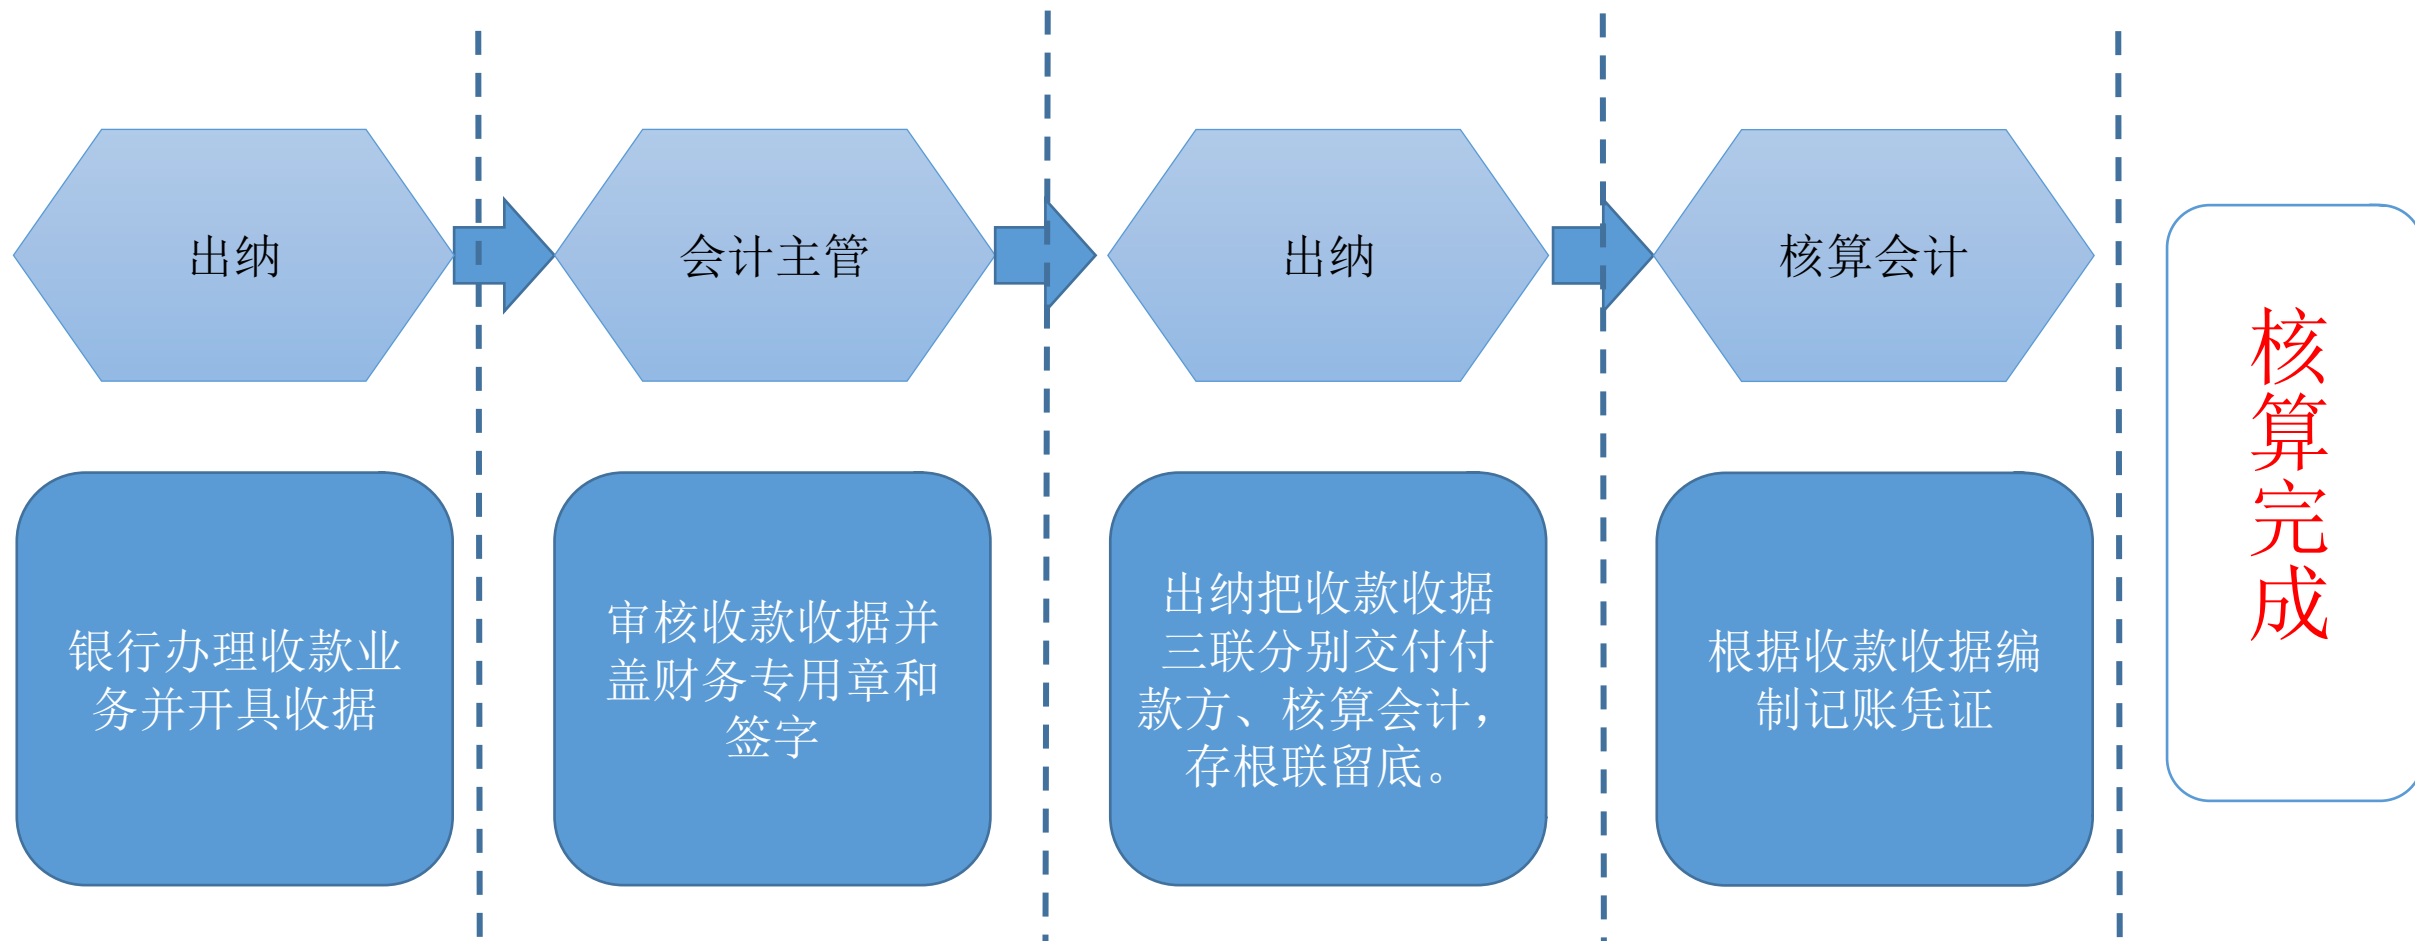 出纳
会计主管
出纳
核算会计
银行办理收款业
务并开具收据
审核收款收据并
盖财务专用章和
签字
出纳把收款收据
三联分别交付付
款方、核算会计，
存根联留底。
根据收款收据编
制记账凭证
核算完成